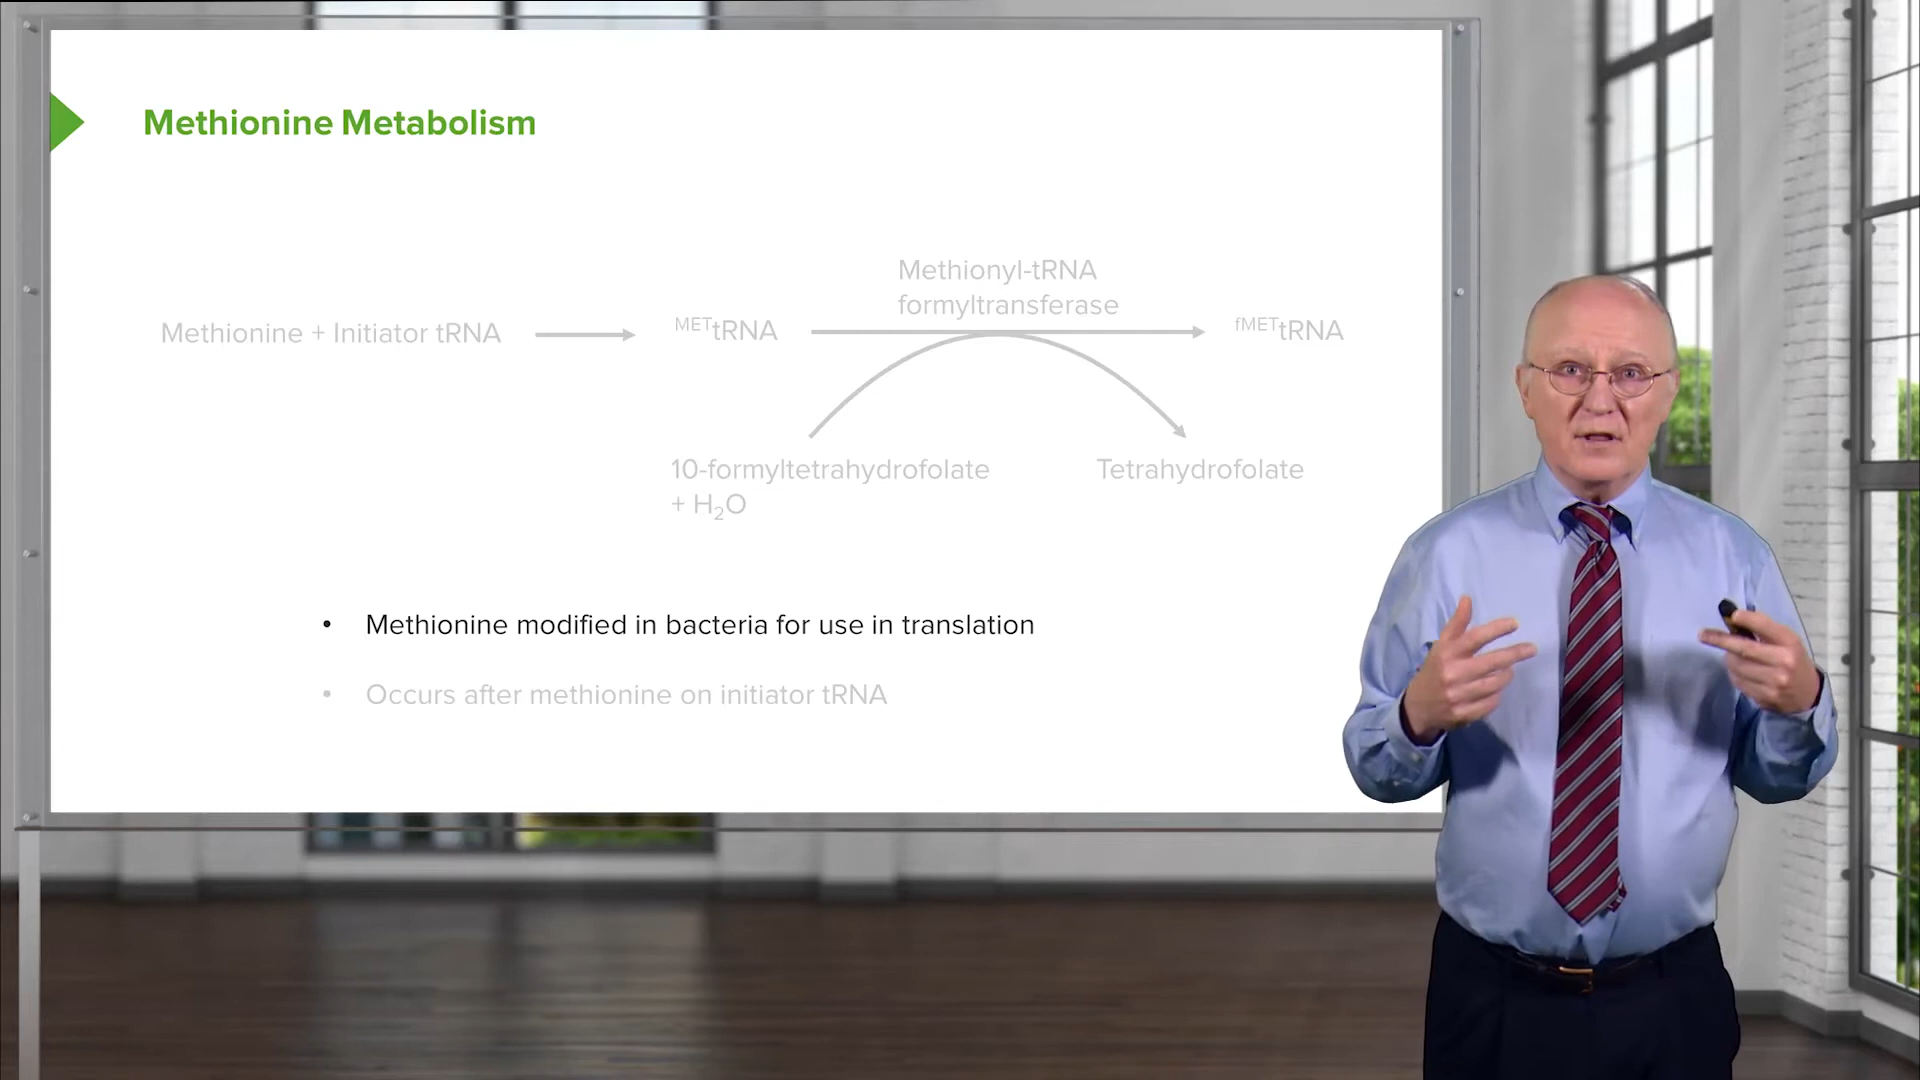 Methionine Metabolism
Methionyl-tRNA
formyltransferase
Methionine + Initiator tRNA
METtRNA
fMETtRNA
10-formyltetrahydrofolate
+ H₂O
Tetrahydrofolate
• Methionine modified in bacteria for use in translation
• Occurs after methionine on initiator tRNA